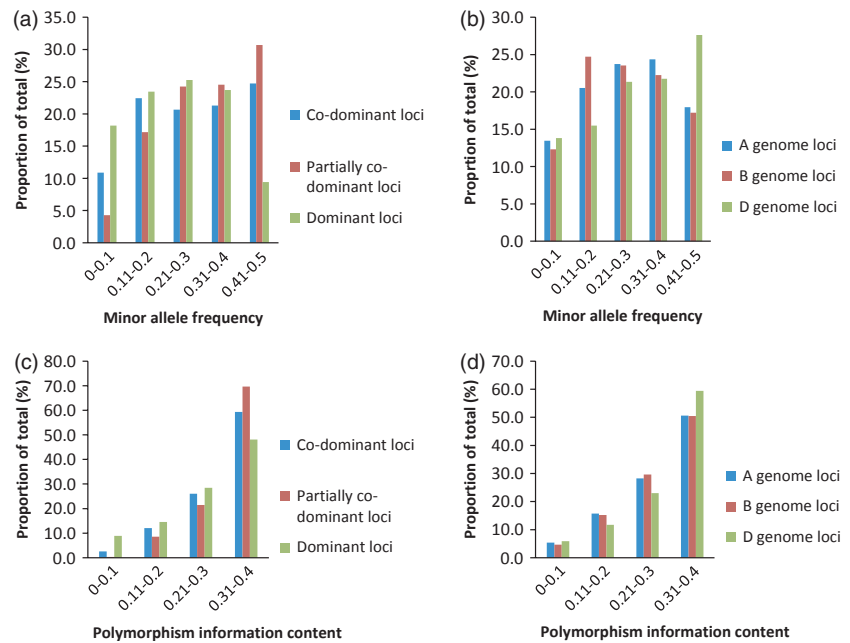 (a)
35.0
30.0
25.0
20.0
15.0
10.0
5.0
0.0
Proportion of total (%)
0-0.1
0.11-0.2
0.21-0.3
0.31-0.4
0.41-0.5
Minor allele frequency
Co-dominant loci
Partially co-
dominant loci
Dominant loci
(b)
30.0
25.0
20.0
15.0
10.0
5.0
0.0
Proprtion of total (%)
0-0.1
0.11-0.2
0.21-0.3
0.31-0.4
0.41-0.5
Minor allele frequency
A genome loci
B genome loci
D genome loci
(c)
80.0
70.0
60.0
50.0
40.0
30.0
20.0
10.0
0.0
Proportion of total (%)
0-0.1
0.11-0.2
0.21-0.3
0.31-0.4
Polymorphism information content
Co-dominant loci
Partially co-
dominant loci
Dominant loci
(d)
70.0
60.0
50.0
40.0
30.0
20.0
10.0
0.0
Proportion of total (%)
0-0.1
0.11-0.2
0.21-0.3
0.31-0.4
Polymorphism information content
A genome loci
B genome loci
D genome loci